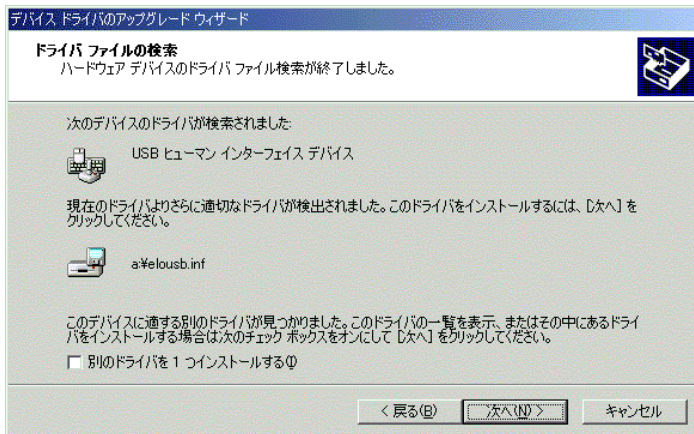 デバイス ドライバのアップグレード ウィザード
ドライバ ファイルの検索
ハードウェア デバイスのドライバ ファイル検索が終了しました。
次のデバイスのドライバが検索されました:
USB ヒューマン インターフェイス デバイス
現在のドライバよりさらに適切なドライバが検出されました。このドライバをインストールするには、[次へ] を
クリックしてください。
a:¥elousb.inf
このデバイスに適する別のドライバが見つかりました。このドライバの一覧を表示、またはその中にあるドライ
バをインストールする場合は次のチェック ボックスをオンにして [次へ] をクリックしてください。
別のドライバを 1 つインストールする(I)
< 戻る(B)
次へ(N) >
キャンセル